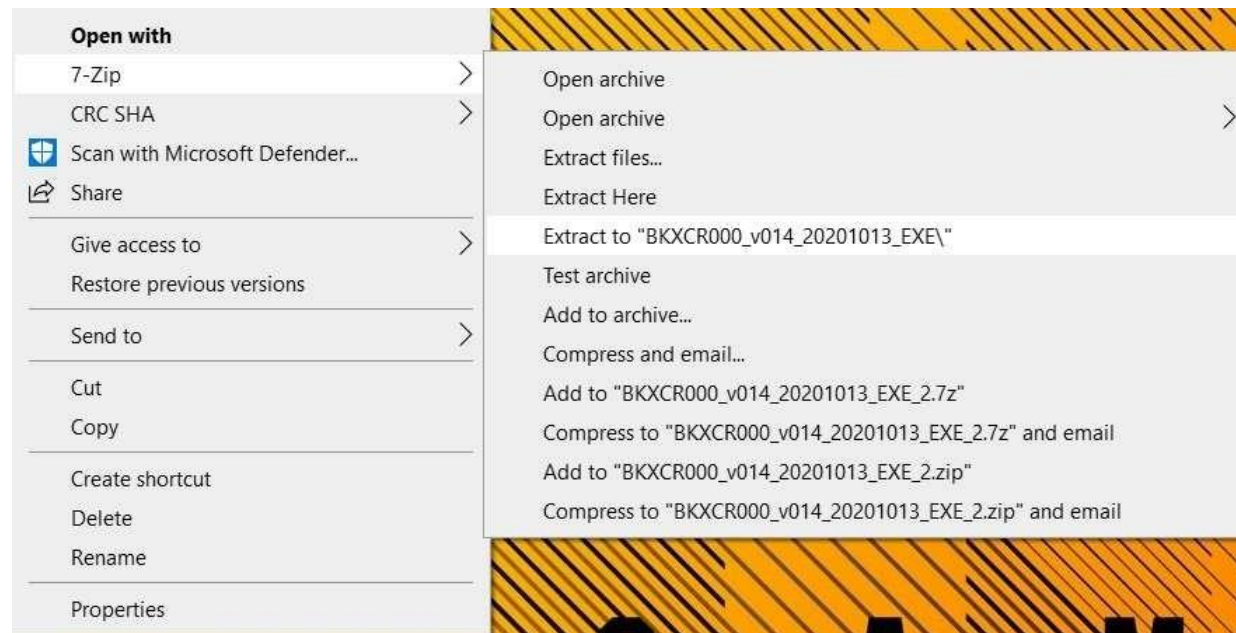 Open with
7-Zip
CRC SHA
Scan with Microsoft Defender...
Share
Give access to
Restore previous versions
Send to
Cut
Copy
Create shortcut
Delete
Rename
Properties
Open archive
Open archive
Extract files...
Extract Here
Extract to "BKXCR000_v014_20201013_EXE\"
Test archive
Add to archive...
Compress and email...
Add to "BKXCR000_v014_20201013_EXE_2.7z"
Compress to "BKXCR000_v014_20201013_EXE_2.7z" and email
Add to "BKXCR000_v014_20201013_EXE_2.zip"
Compress to "BKXCR000_v014_20201013_EXE_2.zip" and email